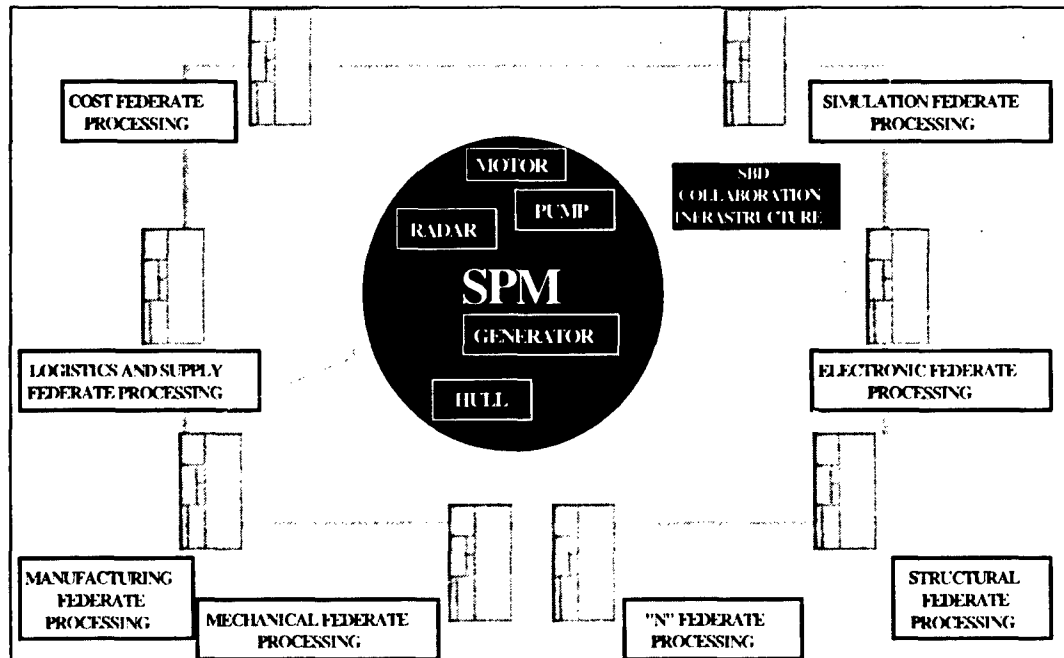 COST FEDERATE
PROCESSING
SIMULATION FEDERATE
PROCESSING
MOTOR
PUMP
RADAR
SPM
GENERATOR
HULL
SBD
COLLABORATION
INFRASTRUCTURE
LOGISTICS AND SUPPLY
FEDERATE PROCESSING
ELECTRONIC FEDERATE
PROCESSING
MANUFACTURING
FEDERATE
PROCESSING
MECHANICAL FEDERATE
PROCESSING
"N" FEDERATE
PROCESSING
STRUCTURAL
FEDERATE
PROCESSING